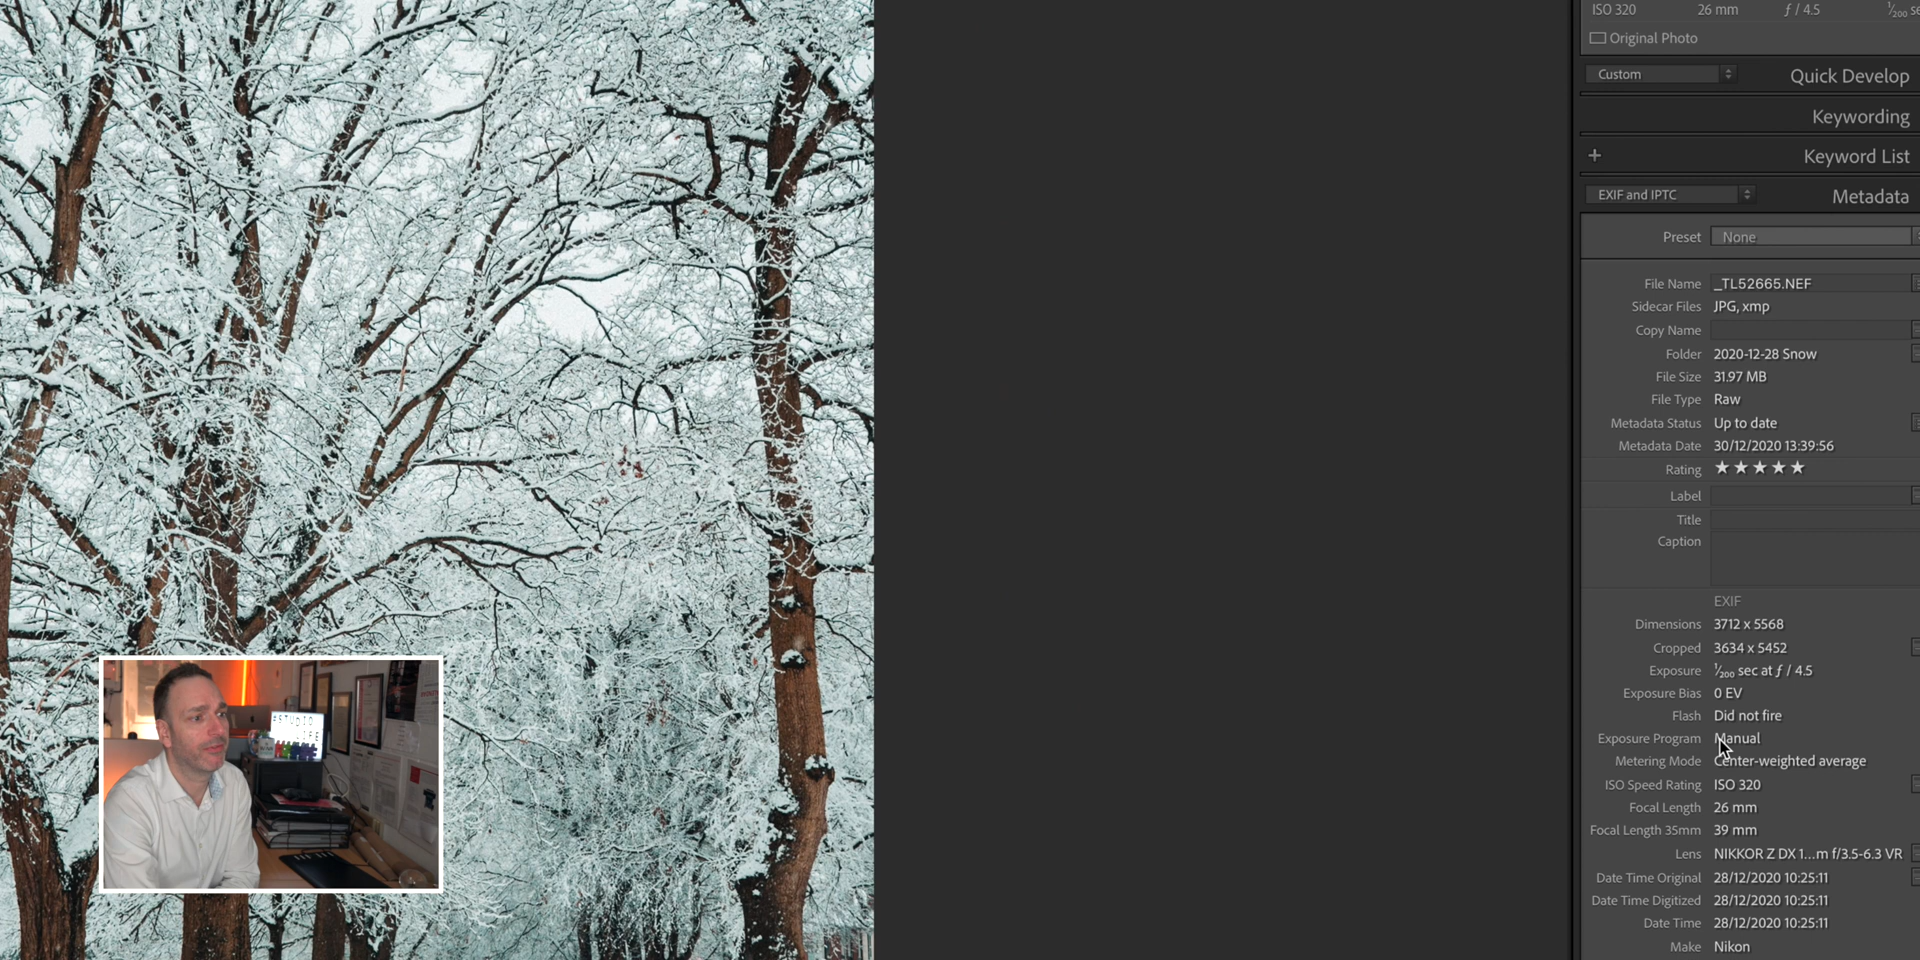 ISO 320 26 mm ƒ / 4.5 1/200 se
Original Photo
Custom Quick Develop
Keywording
+ Keyword List
EXIF and IPTC Metadata
Preset None
File Name _TL52665.NEF
Sidecar Files JPG, xmp
Copy Name
Folder 2020-12-28 Snow
File Size 31.97 MB
File Type Raw
Metadata Status Up to date
Metadata Date 30/12/2020 13:39:56
Rating ★★★★★
Label
Title
Caption
EXIF
Dimensions 3712 x 5568
Cropped 3634 x 5452
Exposure 1/200 sec at ƒ / 4.5
Exposure Bias 0 EV
Flash Did not fire
Exposure Program Manual
Metering Mode Center-weighted average
ISO Speed Rating ISO 320
Focal Length 26 mm
Focal Length 35mm 39 mm
Lens NIKKOR Z DX 1...m f/3.5-6.3 VR
Date Time Original 28/12/2020 10:25:11
Date Time Digitized 28/12/2020 10:25:11
Date Time 28/12/2020 10:25:11
Make Nikon
#STUDIO
LIFE